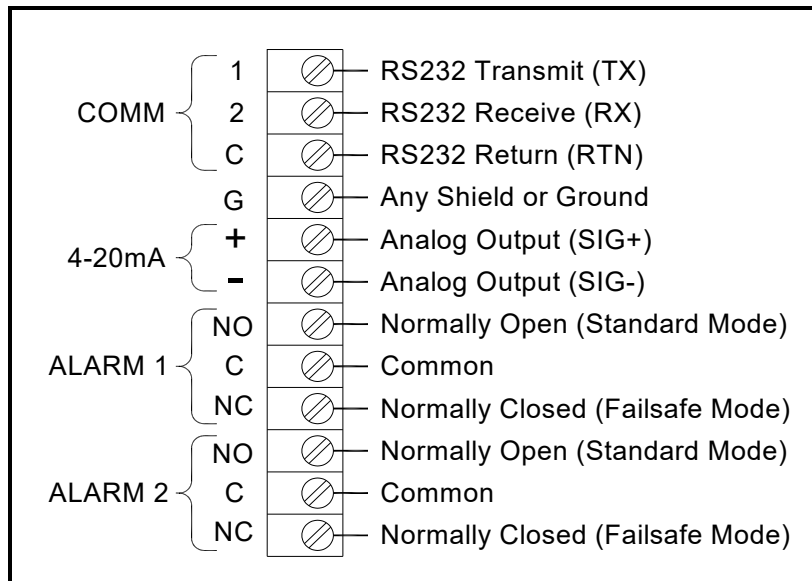 1 RS232 Transmit (TX)
COMM 2 RS232 Receive (RX)
C RS232 Return (RTN)
G Any Shield or Ground
+ Analog Output (SIG+)
4-20mA
- Analog Output (SIG-)
NO Normally Open (Standard Mode)
ALARM 1 C Common
NC Normally Closed (Failsafe Mode)
NO Normally Open (Standard Mode)
ALARM 2 C Common
NC Normally Closed (Failsafe Mode)